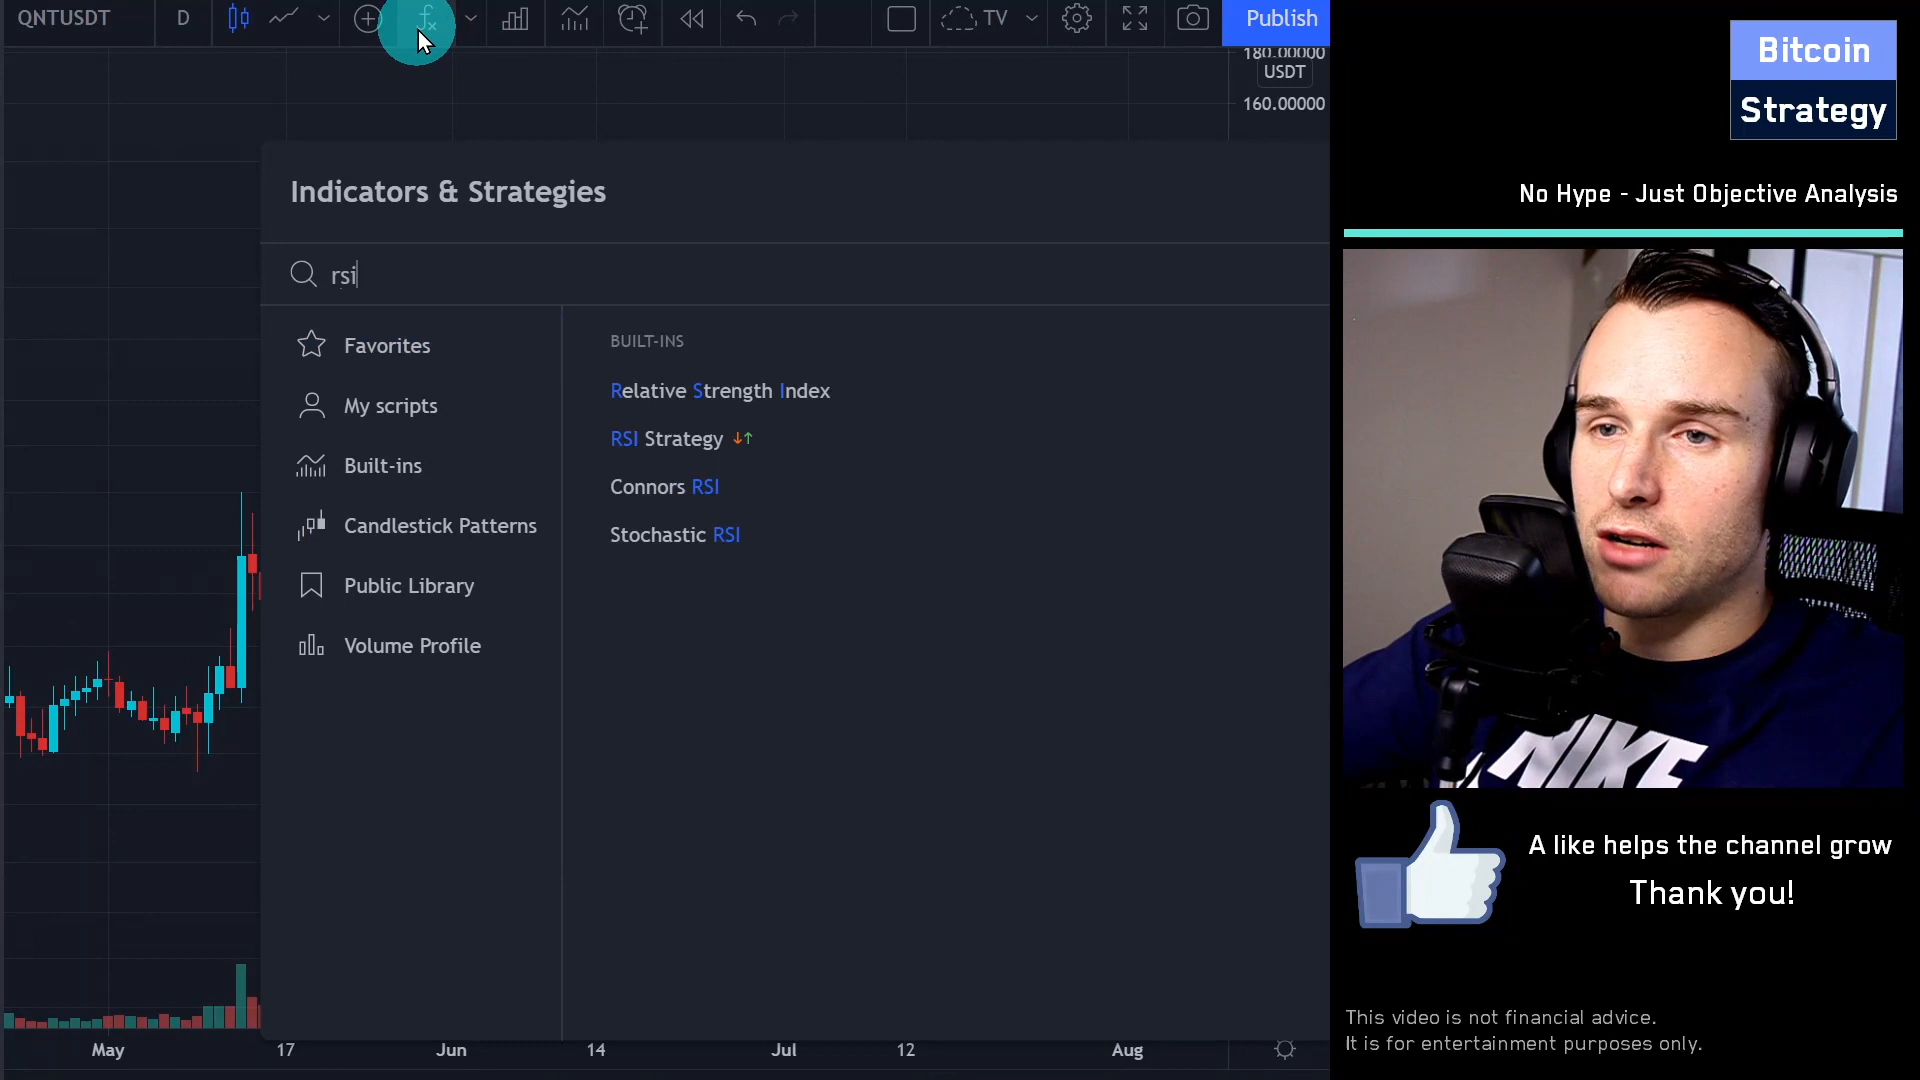 QNTUSDT
D
fx
TV
Publish
180.00000
USDT
160.00000
Indicators & Strategies
rsi
Favorites
My scripts
Built-ins
Candlestick Patterns
Public Library
Volume Profile
BUILT-INS
Relative Strength Index
RSI Strategy
Connors RSI
Stochastic RSI
May
17
Jun
14
Jul
12
Aug
Bitcoin
Strategy
No Hype - Just Objective Analysis
NIKE
A like helps the channel grow
Thank you!
This video is not financial advice.
It is for entertainment purposes only.